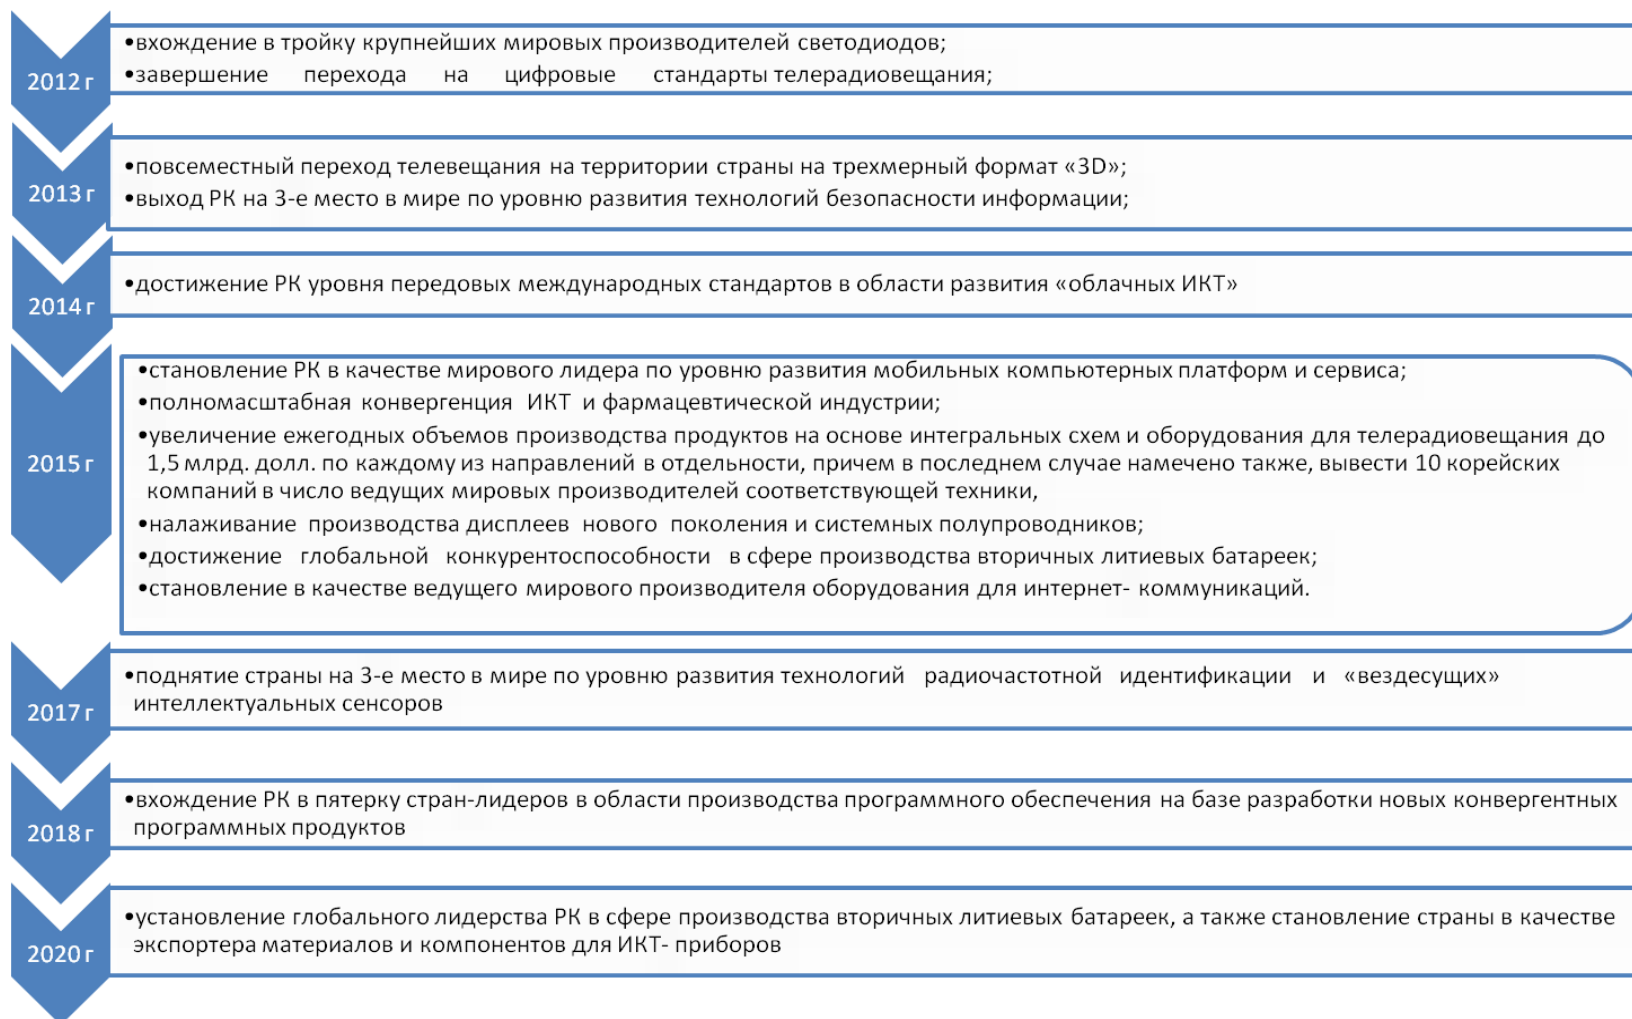 2012 г
•вхождение в тройку крупнейших мировых производителей светодиодов;
•завершение перехода на цифровые стандарты телерадиовещания;
2013 г
•повсеместный переход телевещания на территории страны на трехмерный формат «3D»;
•выход РК на 3-е место в мире по уровню развития технологий безопасности информации;
2014 г
•достижение РК уровня передовых международных стандартов в области развития «облачных ИКТ»
2015 г
•становление РК в качестве мирового лидера по уровню развития мобильных компьютерных платформ и сервиса;
•полномасштабная конвергенция ИКТ и фармацевтической индустрии;
•увеличение ежегодных объемов производства продуктов на основе интегральных схем и оборудования для телерадиовещания до
1,5 млрд. долл. по каждому из направлений в отдельности, причем в последнем случае намечено также, вывести 10 корейских
компаний в число ведущих мировых производителей соответствующей техники,
•налаживание производства дисплеев нового поколения и системных полупроводников;
•достижение глобальной конкурентоспособности в сфере производства вторичных литиевых батареек;
•становление в качестве ведущего мирового производителя оборудования для интернет- коммуникаций.
2017 г
•поднятие страны на 3-е место в мире по уровню развития технологий радиочастотной идентификации и «вездесущих»
интеллектуальных сенсоров
2018 г
•вхождение РК в пятерку стран-лидеров в области производства программного обеспечения на базе разработки новых конвергентных
программных продуктов
2020 г
•установление глобального лидерства РК в сфере производства вторичных литиевых батареек, а также становление страны в качестве
экспортера материалов и компонентов для ИКТ- приборов